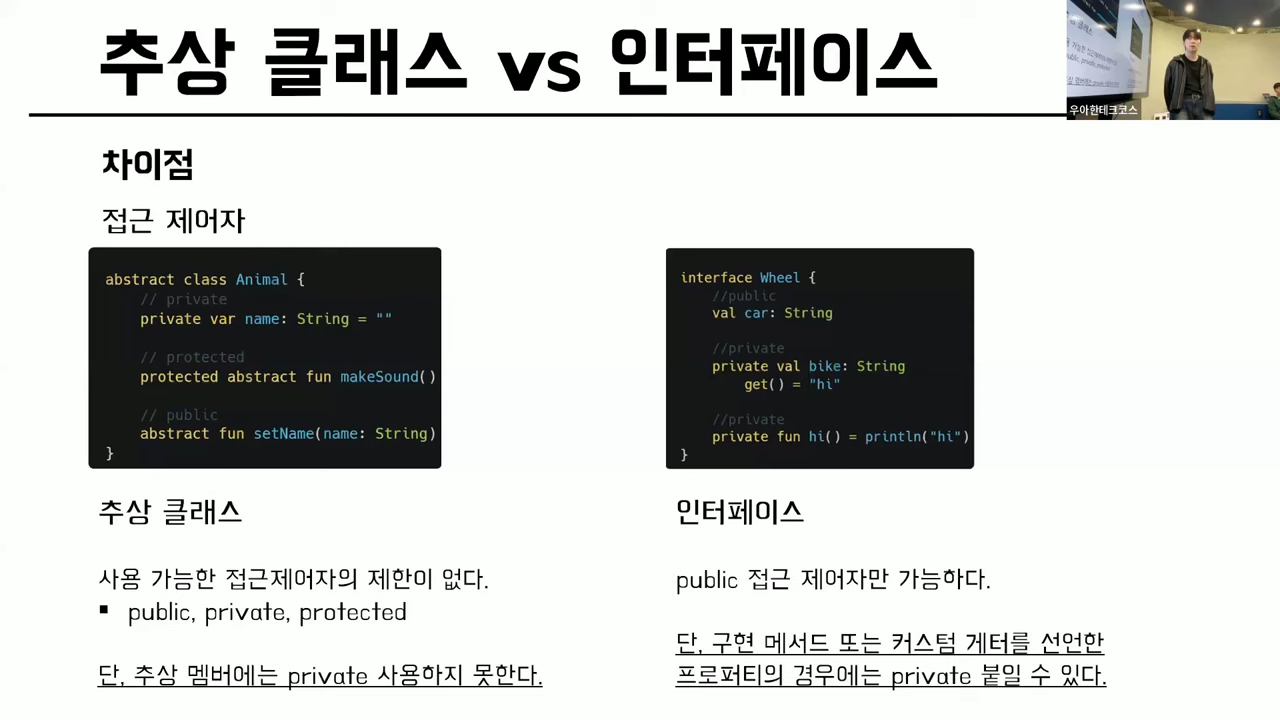 추상 클래스 vs 인터페이스
우아한테크코스
차이점
접근 제어자
abstract class Animal {
// private
private var name: String = ""
// protected
protected abstract fun makeSound()
// public
abstract fun setName(name: String)
}
interface Wheel {
//public
val car: String
//private
private val bike: String
get() = "hi"
//private
private fun hi() = println("hi")
}
추상 클래스
사용 가능한 접근제어자의 제한이 없다.
▪ public, private, protected
단, 추상 멤버에는 private 사용하지 못한다.
인터페이스
public 접근 제어자만 가능하다.
단, 구현 메서드 또는 커스텀 게터를 선언한
프로퍼티의 경우에는 private 붙일 수 있다.